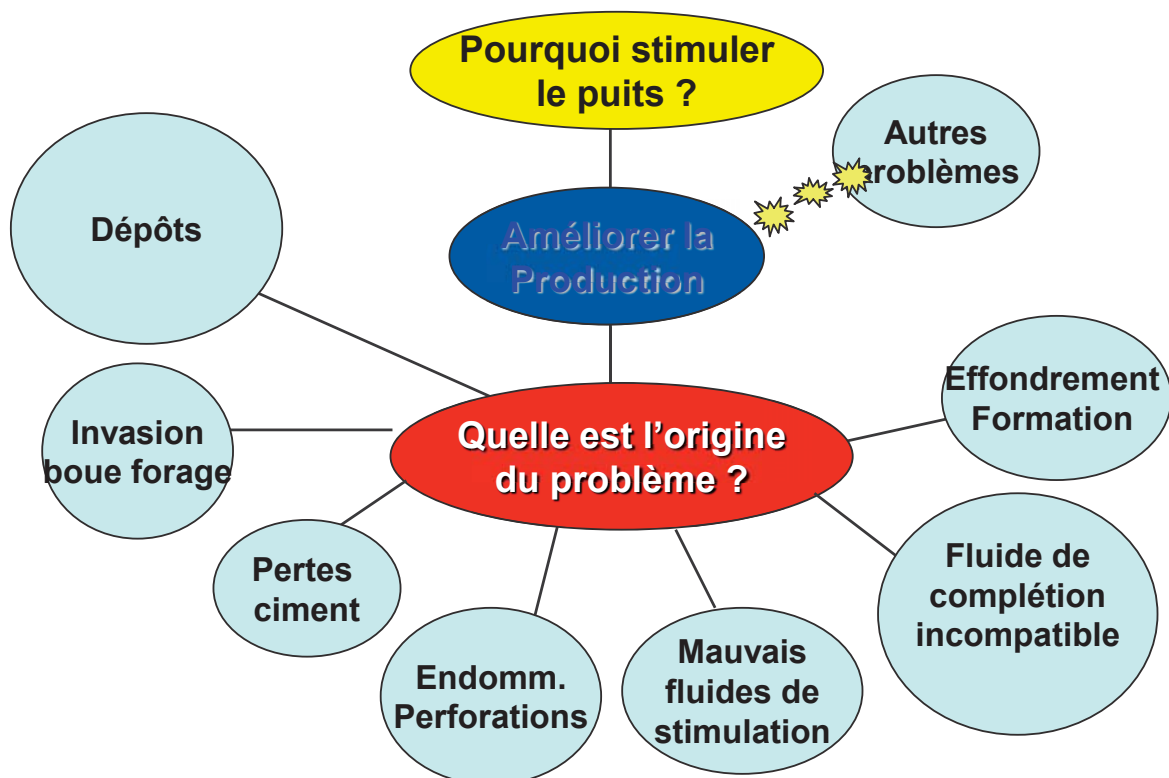 Pourquoi stimuler
le puits ?
Autres
problèmes
Améliorer la
Production
Dépôts
Effondrement
Formation
Invasion
boue forage
Quelle est l’origine
du problème ?
Pertes
ciment
Fluide de
complétion
incompatible
Endomm.
Perforations
Mauvais
fluides de
stimulation